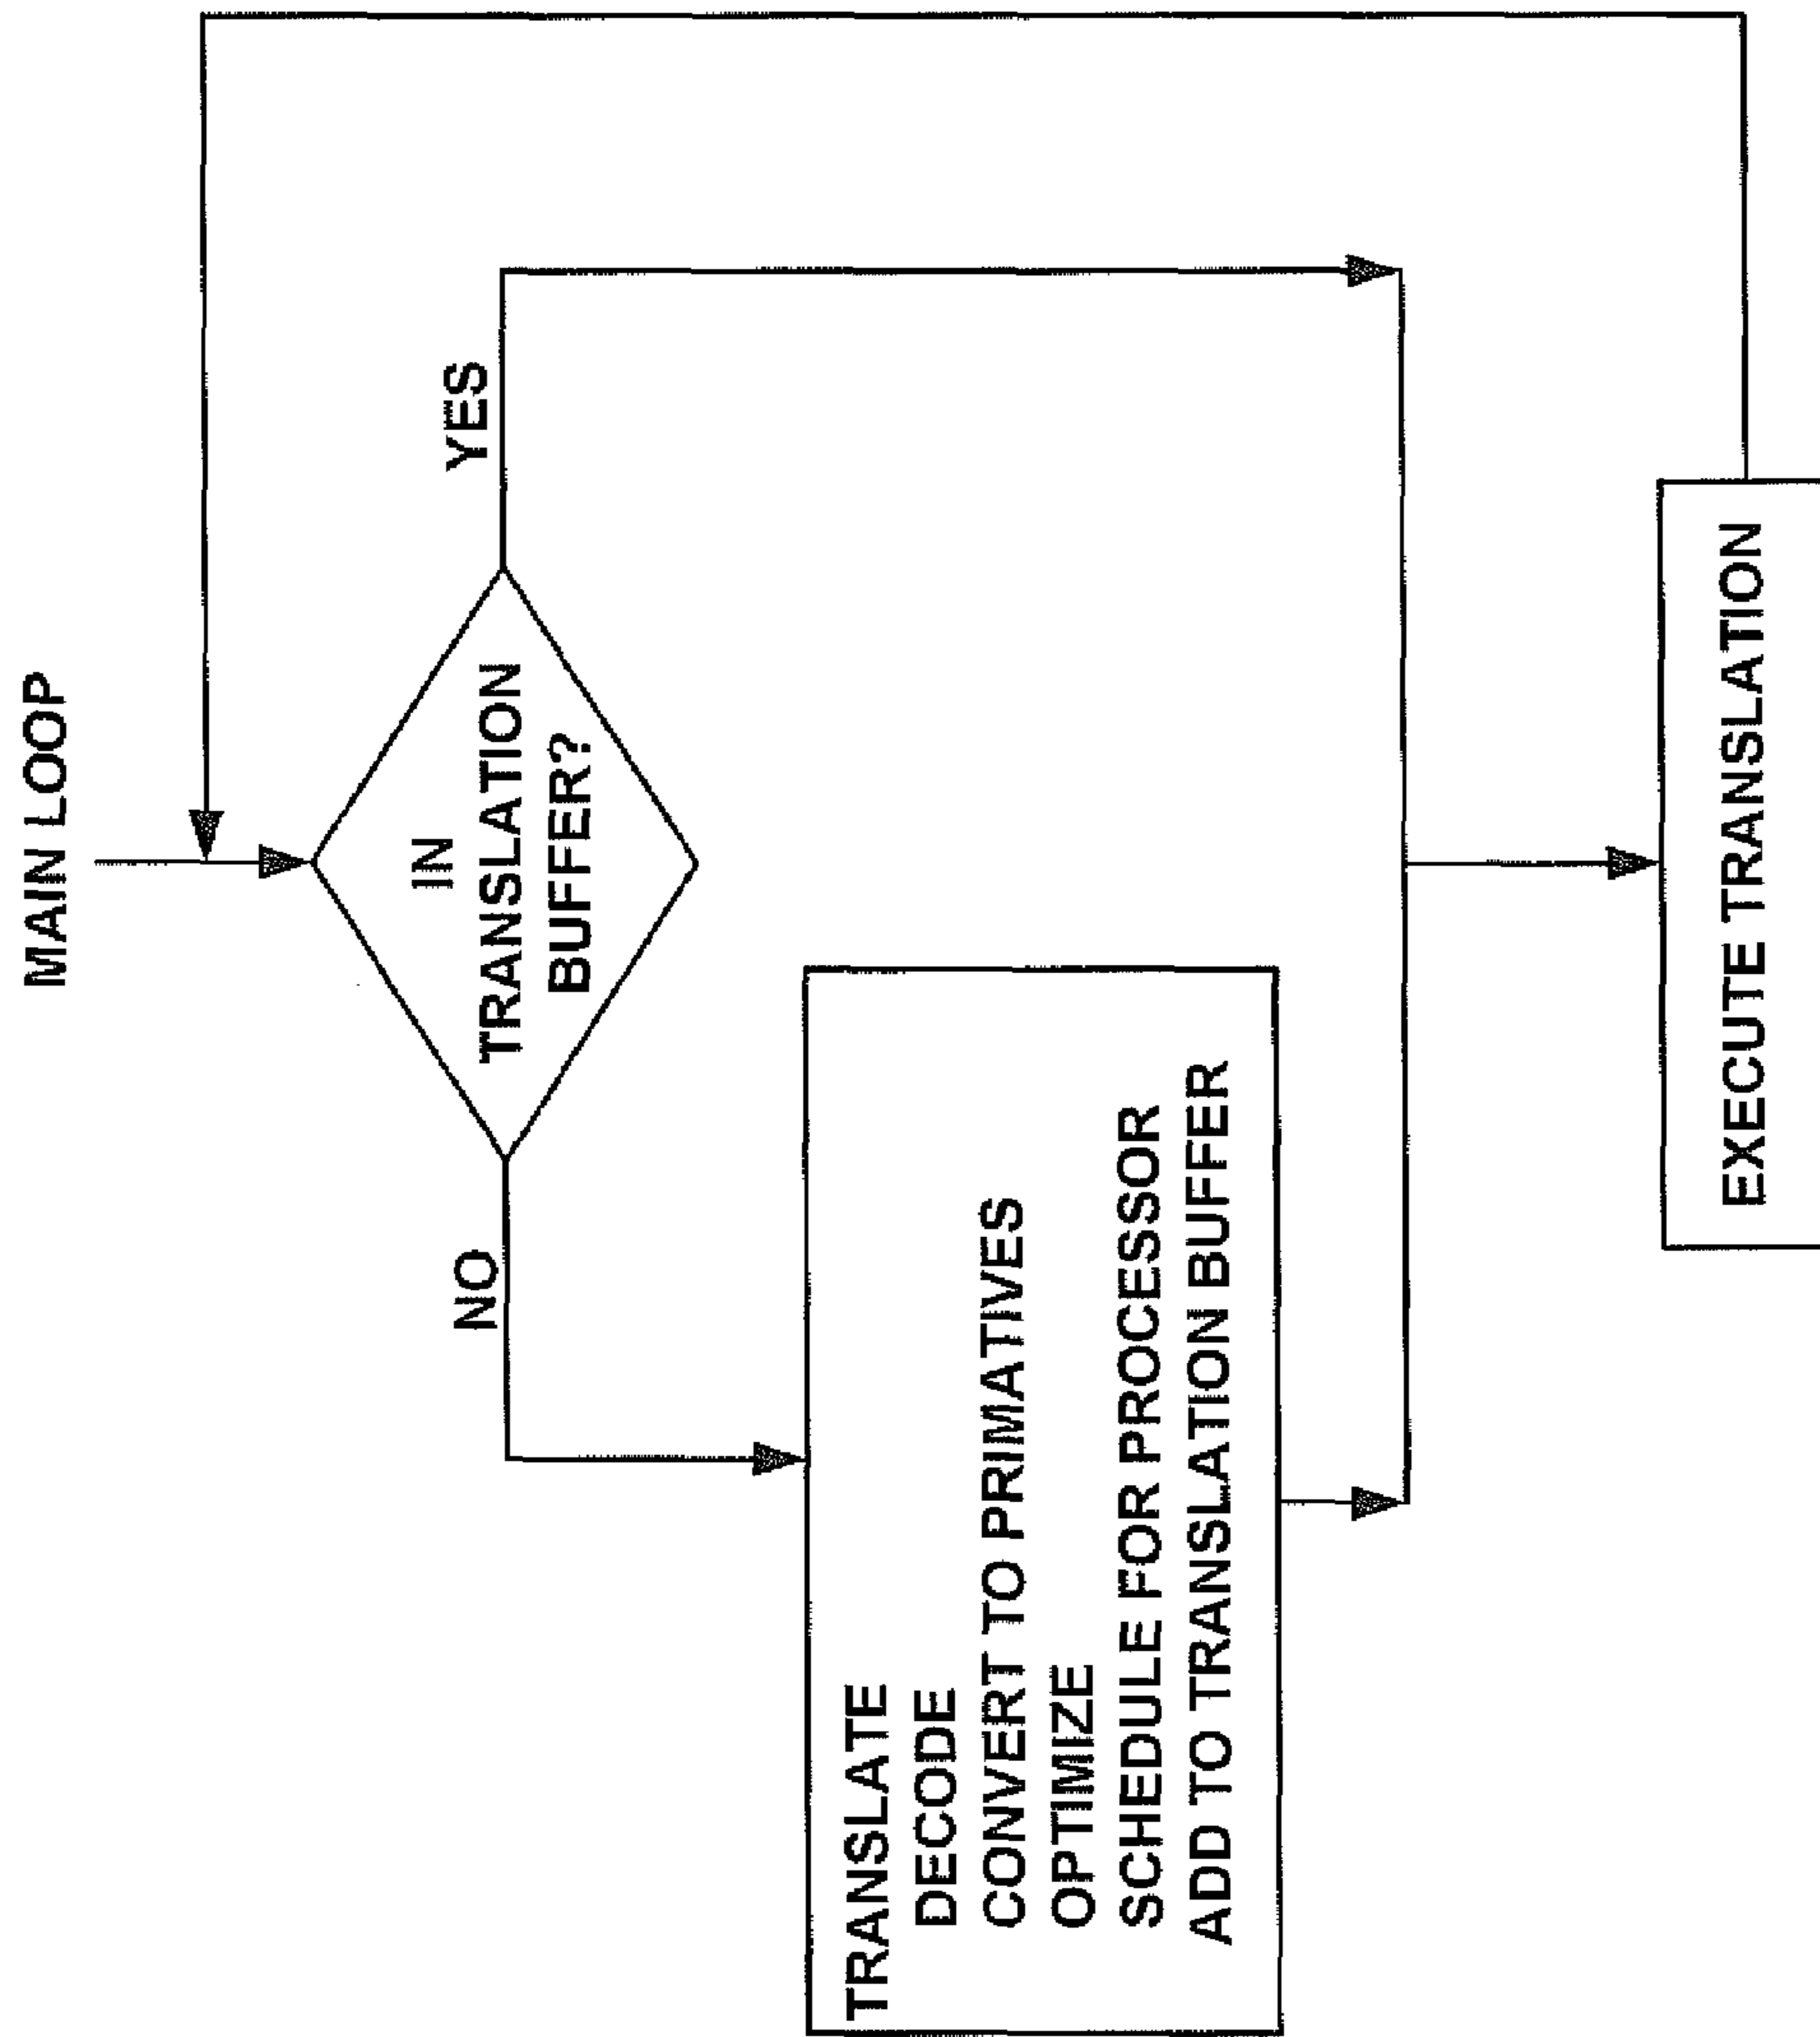 MAIN LOOP
IN
TRANSLATION
BUFFER?
NO
YES
TRANSLATE
DECODE
CONVERT TO PRIMATIVES
OPTIMIZE
SCHEDULE FOR PROCESSOR
ADD TO TRANSLATION BUFFER
EXECUTE TRANSLATION